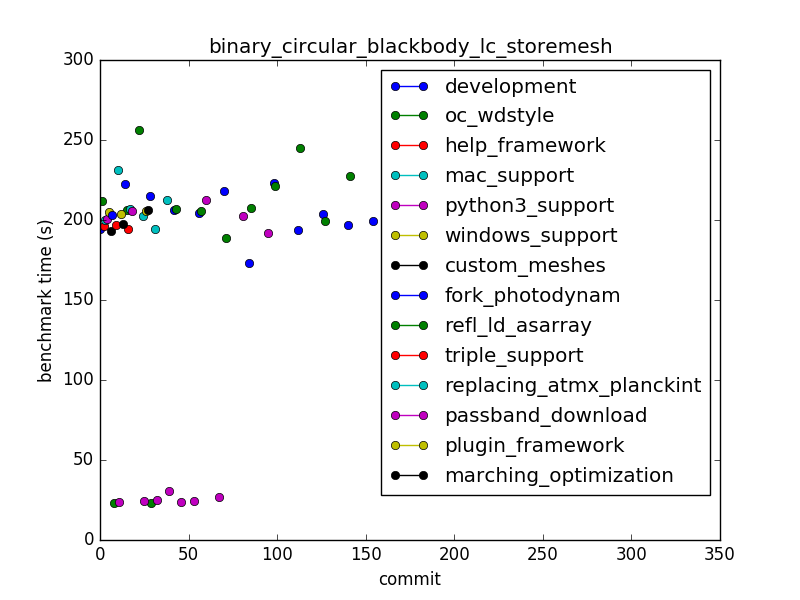 binary_circular_blackbody_lc_storemesh
300
250
200
150
100
50
0
benchmark time (s)
development
oc_wdstyle
help_framework
mac_support
python3_support
windows_support
custom_meshes
fork_photodynam
refl_ld_asarray
triple_support
replacing_atmx_planckint
passband_download
plugin_framework
marching_optimization
0 50 100 150 200 250 300 350
commit